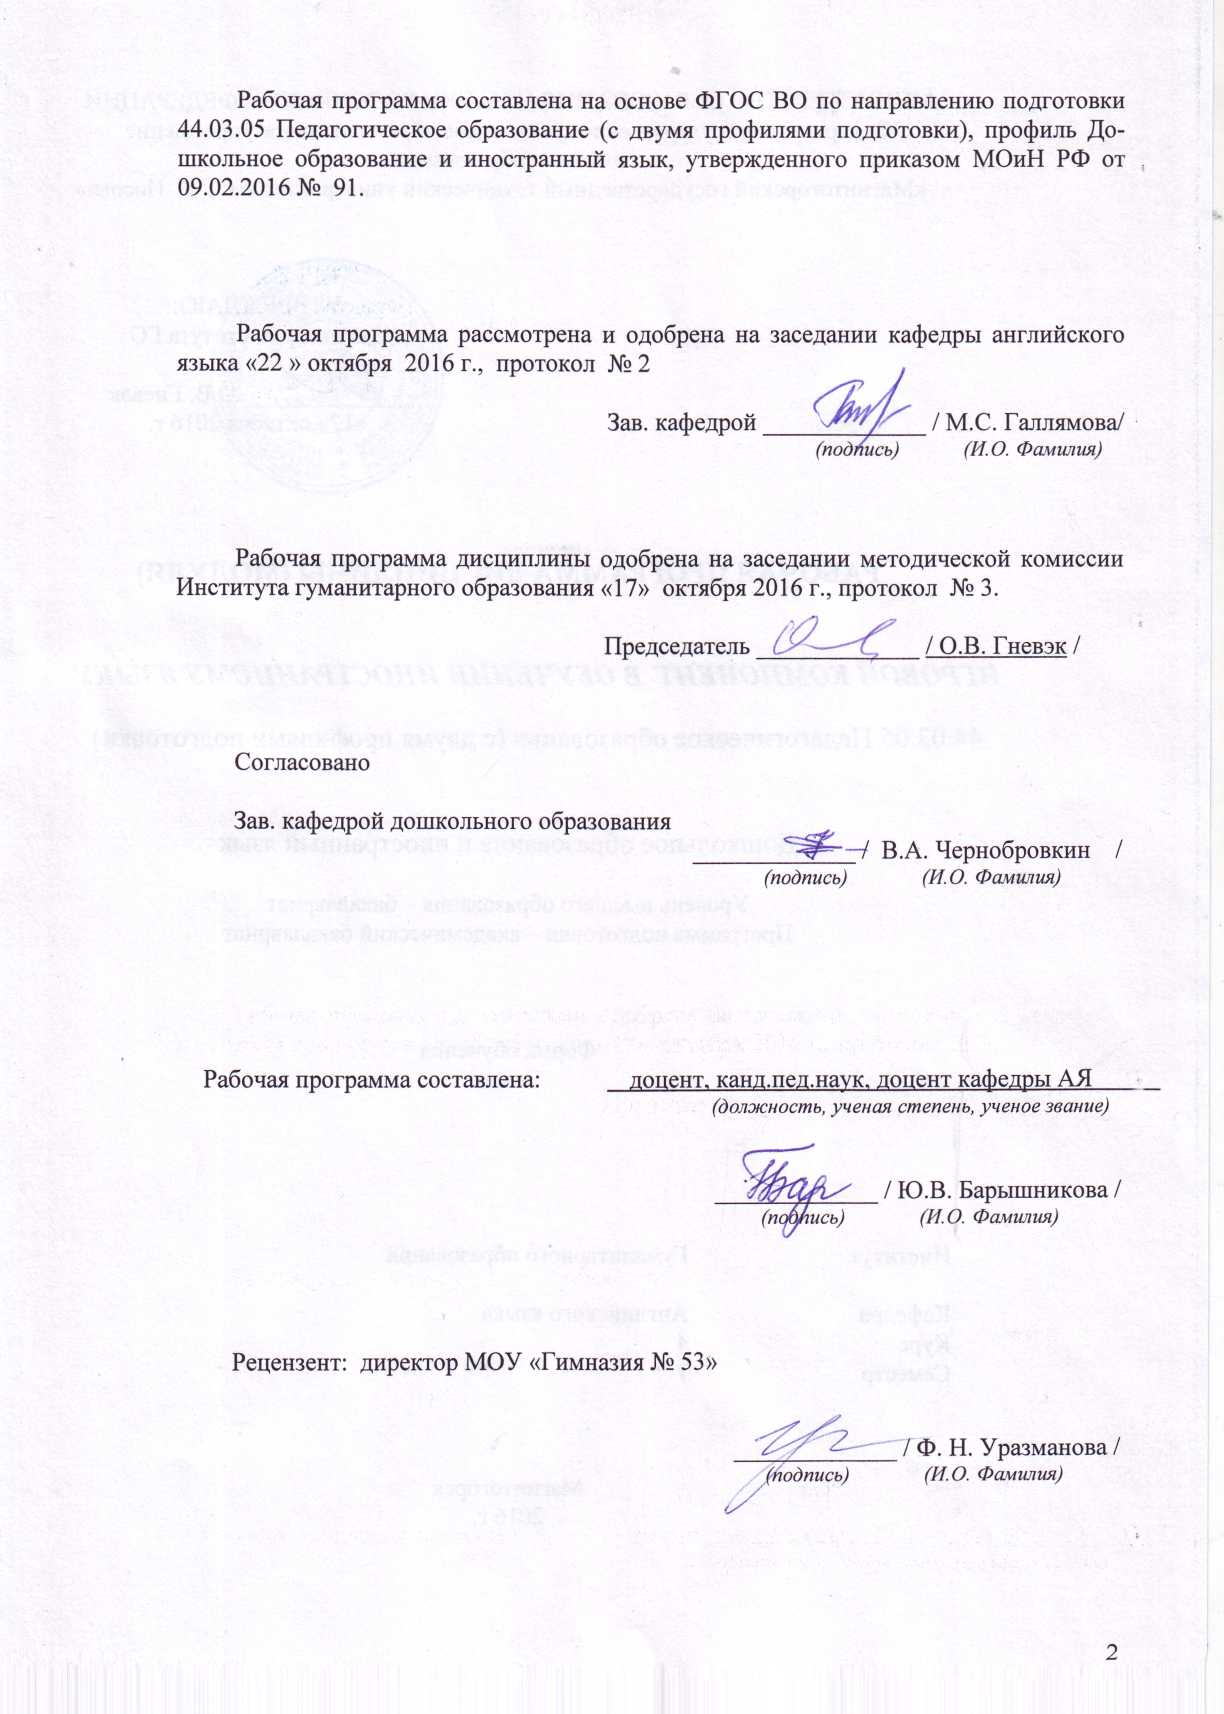 Рабочая программа составлена на основе ФГОС ВО по направлению подготовки
44.03.05 Педагогическое образование (с двумя профилями подготовки), профиль До-
школьное образование и иностранный язык, утвержденного приказом МОиН РФ от
09.02.2016 № 91.
Рабочая программа рассмотрена и одобрена на заседании кафедры английского
языка «22 » октября 2016 г., протокол № 2
Зав. кафедрой _____________ / М.С. Галлямова/
(подпись) (И.О. Фамилия)
Рабочая программа дисциплины одобрена на заседании методической комиссии
Института гуманитарного образования «17» октября 2016 г., протокол № 3.
Председатель _____________ / О.В. Гневэк /
Согласовано
Зав. кафедрой дошкольного образования
_____________ / В.А. Чернобровкин /
(подпись) (И.О. Фамилия)
Рабочая программа составлена: доцент, канд.пед.наук, доцент кафедры АЯ
(должность, ученая степень, ученое звание)
_____________ / Ю.В. Барышникова /
(подпись) (И.О. Фамилия)
Рецензент: директор МОУ «Гимназия № 53»
_____________ / Ф. Н. Уразманова /
(подпись) (И.О. Фамилия)
2